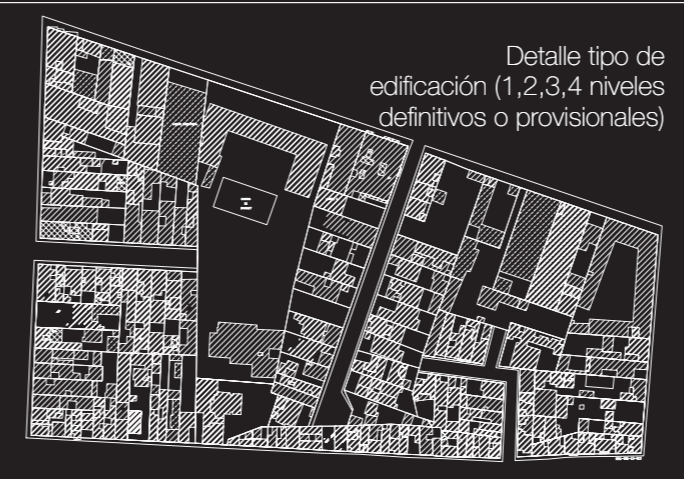 Detalle tipo de
edificación (1,2,3,4 niveles
definitivos o provisionales)